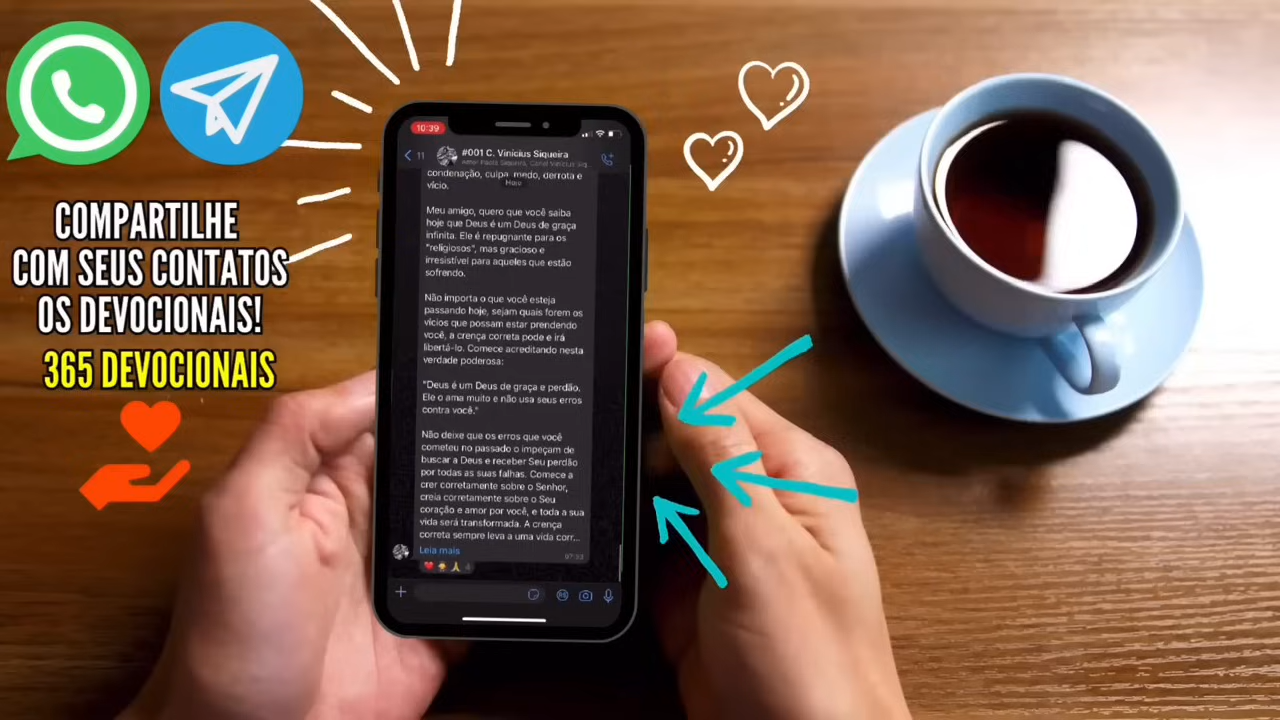 COMPARTILHE
COM SEUS CONTATOS
OS DEVOCIONAIS!
365 DEVOCIONAIS
10:39
11
#001 C. Vinícius Siqueira
condenação, culpa, medo, derrota e
Hoje
vício.
Meu amigo, quero que você saiba
hoje que Deus é um Deus de graça
infinita. Ele é repugnante para os
"religiosos", mas gracioso e
irresistível para aqueles que estão
sofrendo.
Não importa o que você esteja
passando hoje, sejam quais forem os
vícios que possam estar prendendo
você, a crença correta pode e irá
libertá-lo. Comece acreditando nesta
verdade poderosa:
"Deus é um Deus de graça e perdão.
Ele o ama muito e não usa seus erros
contra você."
Não deixe que os erros que você
cometeu no passado o impeçam de
buscar a Deus e receber Seu perdão
por todas as suas falhas. Comece a
crer corretamente sobre o Senhor,
creia corretamente sobre o Seu
coração e amor por você, e toda a sua
vida será transformada. A crença
correta sempre leva a uma vida corr...
Leia mais
07:33
4